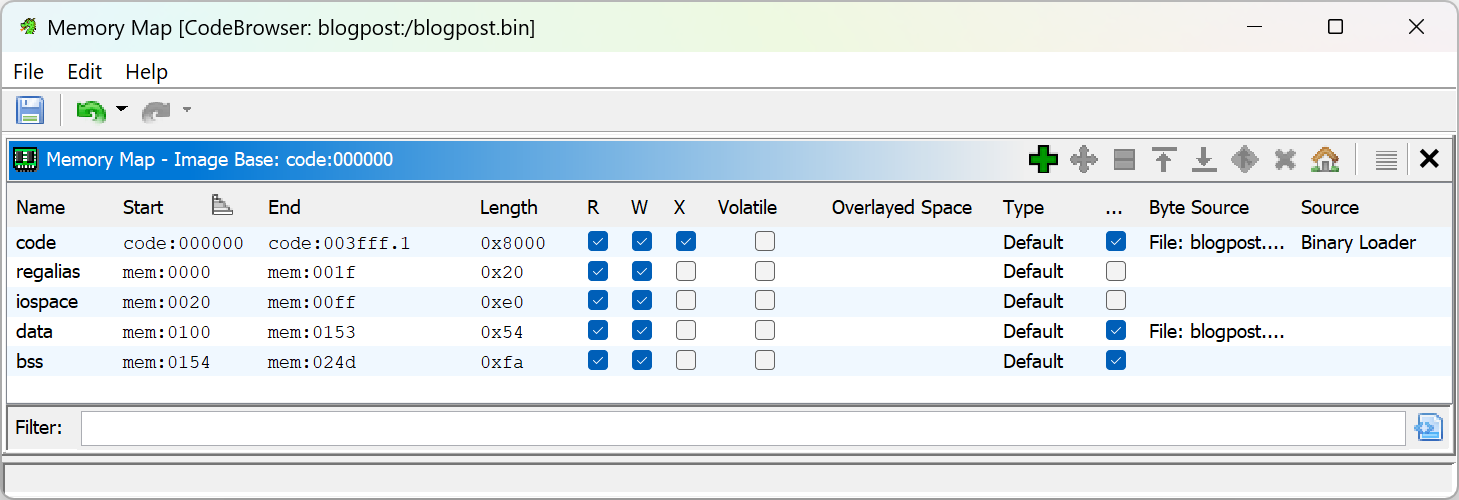 Memory Map [CodeBrowser: blogpost:/blogpost.bin]
File Edit Help
Memory Map - Image Base: code:000000
Name Start End Length R W X Volatile Overlayed Space Type ... Byte Source Source
code code:000000 code:003fff.1 0x8000 Default File: blogpost.... Binary Loader
regalias mem:0000 mem:001f 0x20 Default
iospace mem:0020 mem:00ff 0xe0 Default
data mem:0100 mem:0153 0x54 Default File: blogpost....
bss mem:0154 mem:024d 0xfa Default
Filter: